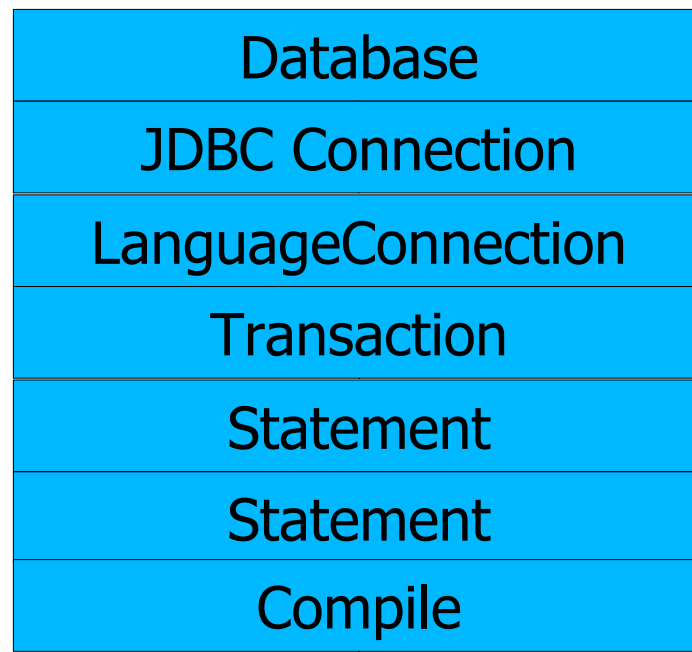 Database
JDBC Connection
LanguageConnection
Transaction
Statement
Statement
Compile